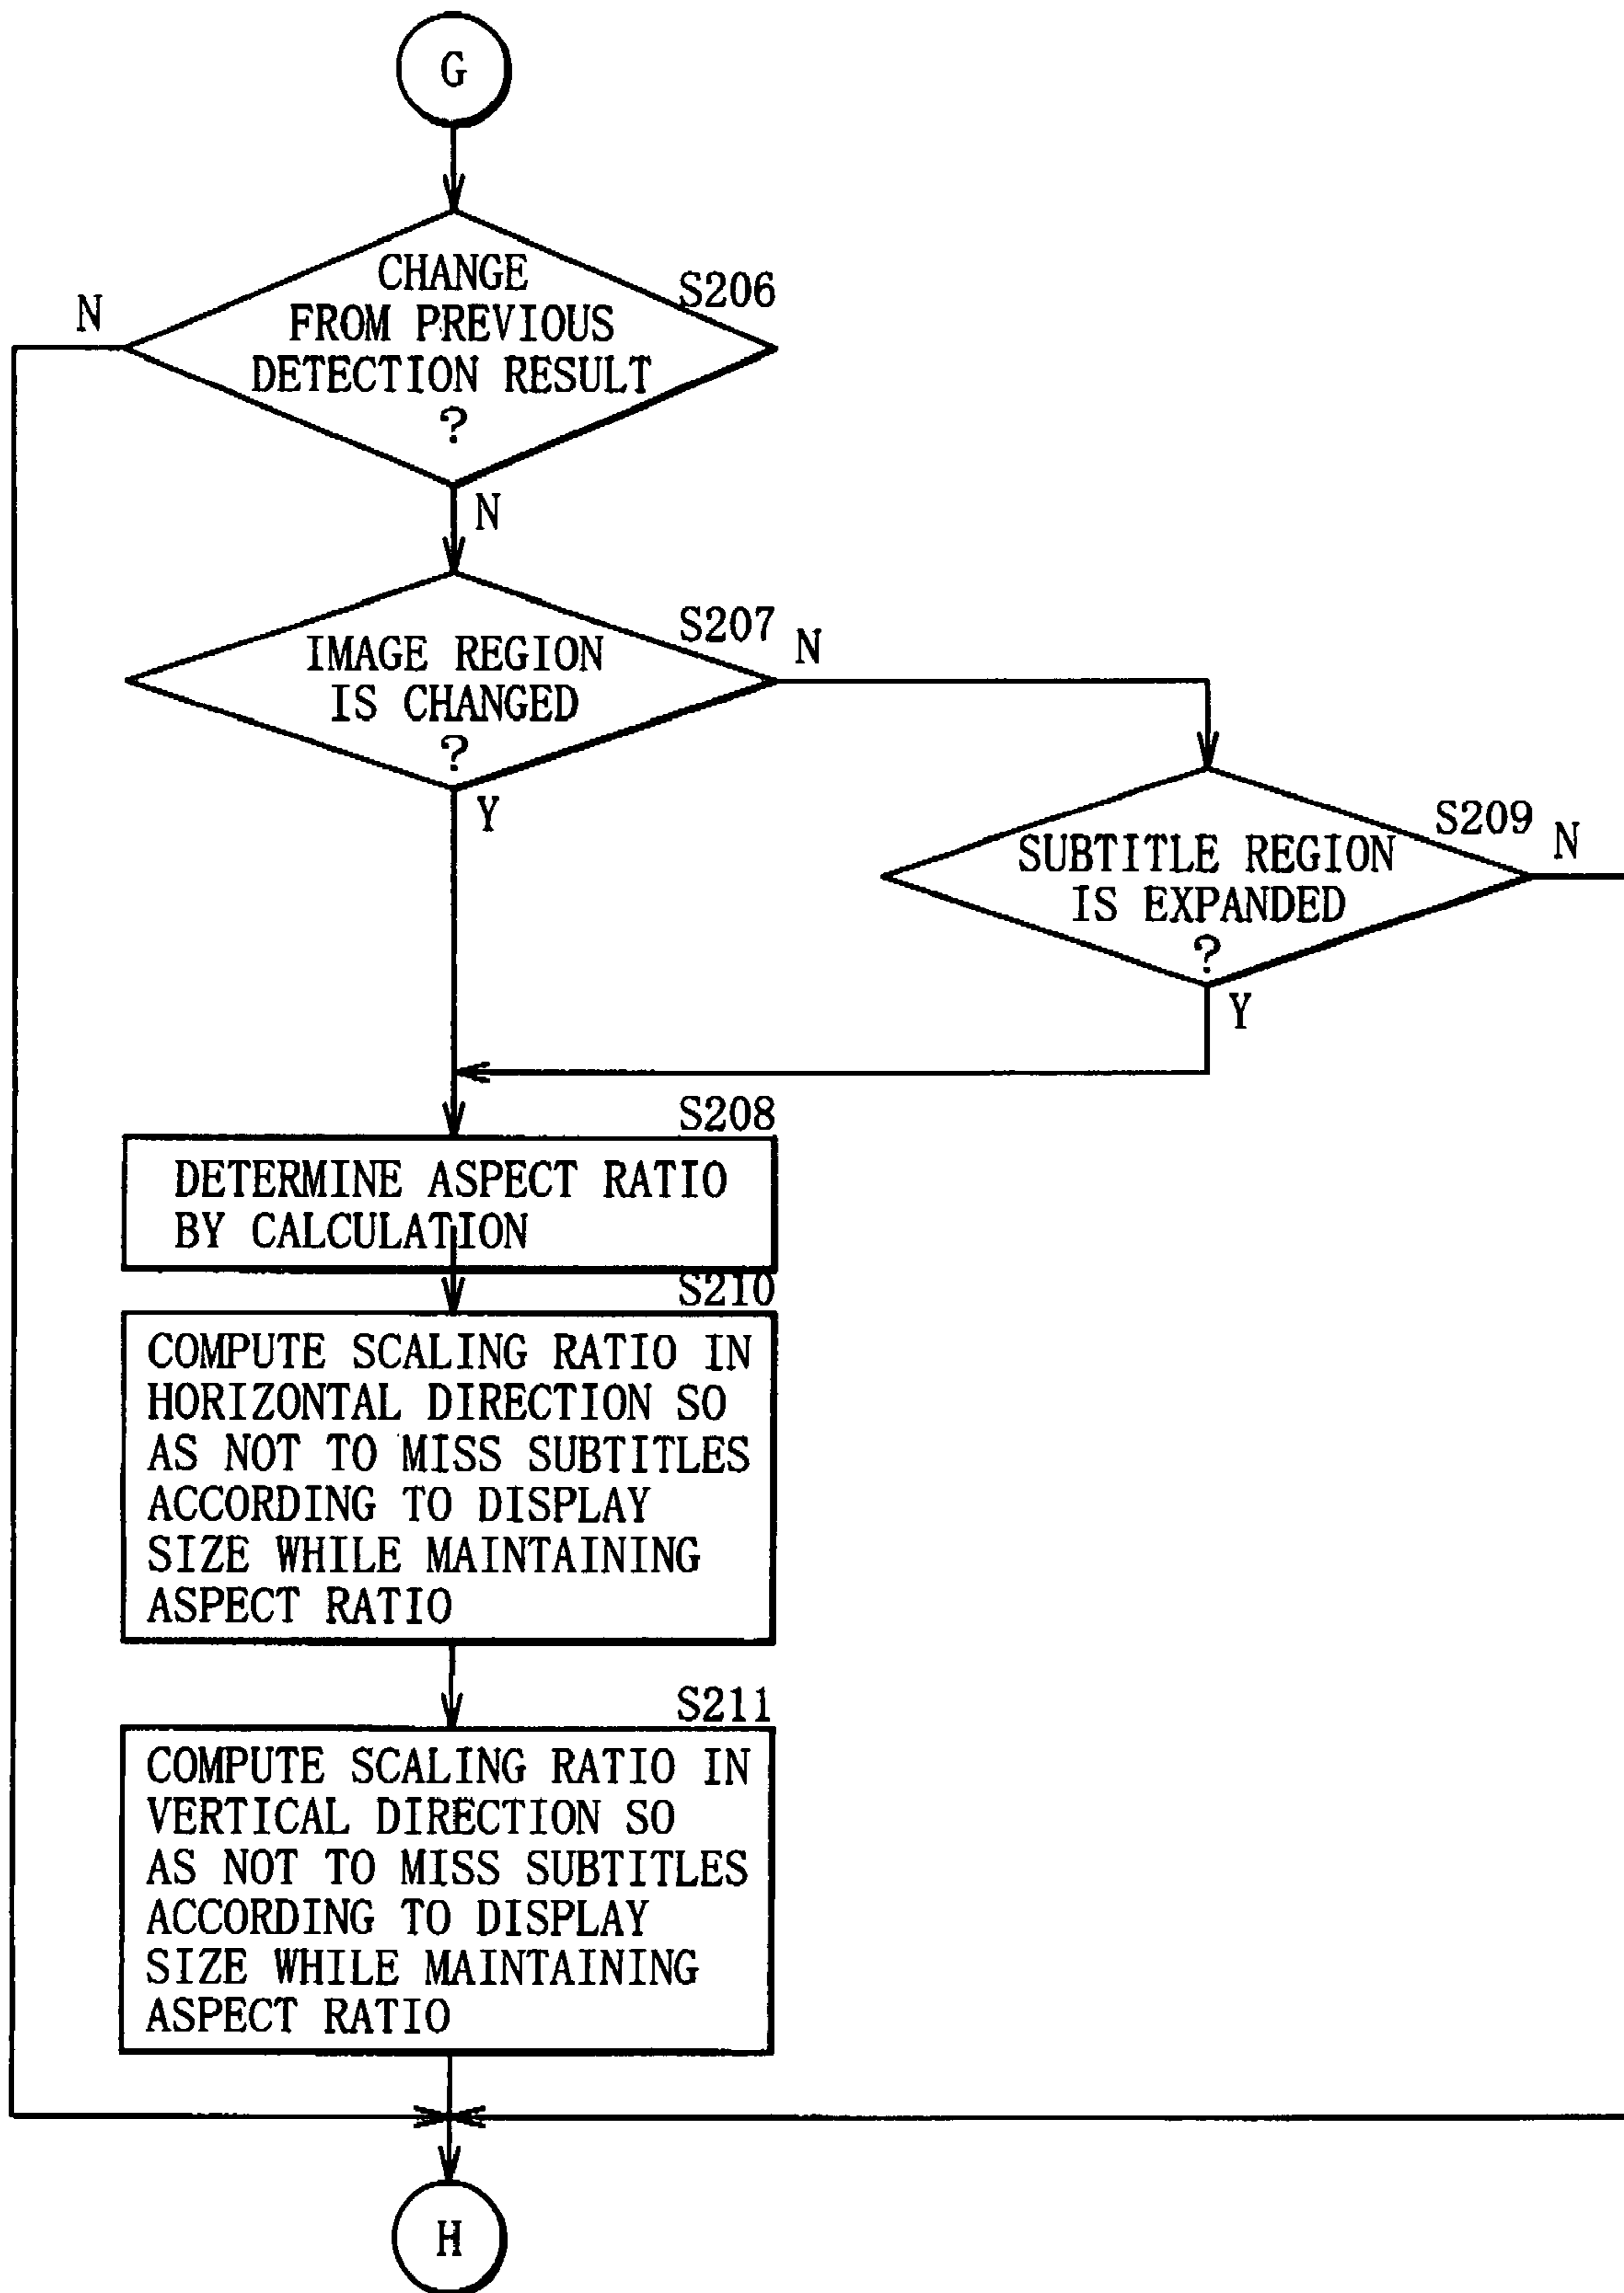 G
CHANGE
FROM PREVIOUS
DETECTION RESULT
?
S206
N
N
IMAGE REGION
IS CHANGED
?
S207
N
Y
SUBTITLE REGION
IS EXPANDED
?
S209
N
Y
S208
DETERMINE ASPECT RATIO
BY CALCULATION
S210
COMPUTE SCALING RATIO IN
HORIZONTAL DIRECTION SO
AS NOT TO MISS SUBTITLES
ACCORDING TO DISPLAY
SIZE WHILE MAINTAINING
ASPECT RATIO
S211
COMPUTE SCALING RATIO IN
VERTICAL DIRECTION SO
AS NOT TO MISS SUBTITLES
ACCORDING TO DISPLAY
SIZE WHILE MAINTAINING
ASPECT RATIO
H